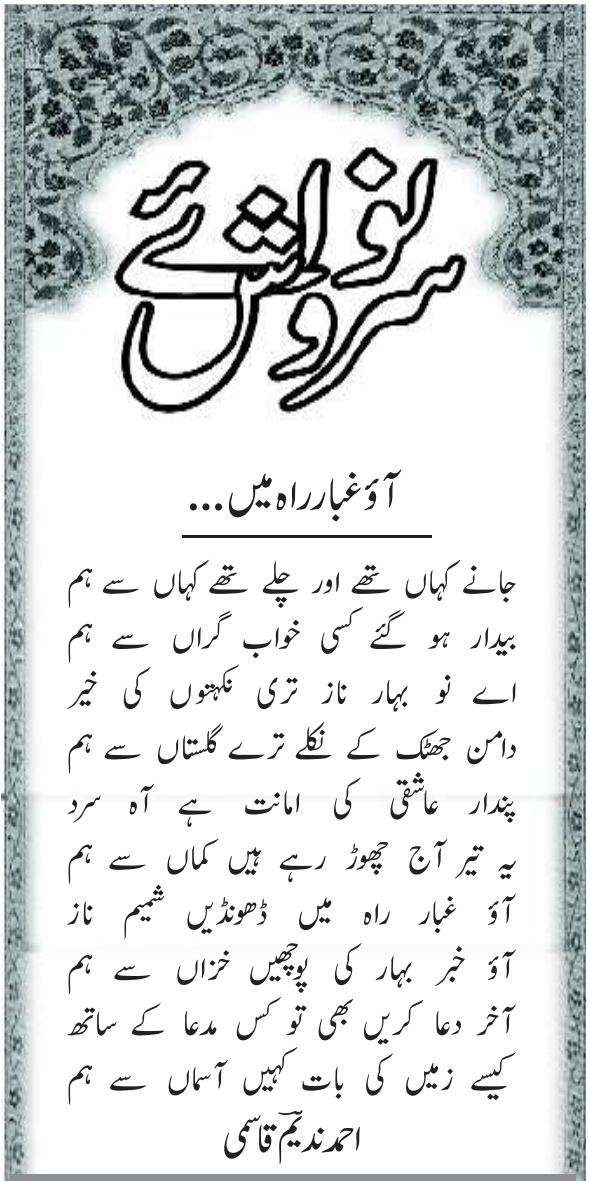 نوائے سروش
آؤ غبار راہ میں...
جانے کہاں تھے اور چلے تھے کہاں سے ہم
بیدار ہو گئے کسی خواب گراں سے ہم
اے نو بہار ناز تری نکہتوں کی خیر
دامن جھٹک کے نکلے ترے گلستاں سے ہم
پندار عاشقی کی امانت ہے آہ سرد
یہ تیر آج چھوڑ رہے ہیں کماں سے ہم
آؤ غبار راہ میں ڈھونڈیں شمیم ناز
آؤ خبر بہار کی پوچھیں خزاں سے ہم
آخر دعا کریں بھی تو کس مدعا کے ساتھ
کیسے زمیں کی بات کہیں آسماں سے ہم
احمد ندیمؔ قاسمی